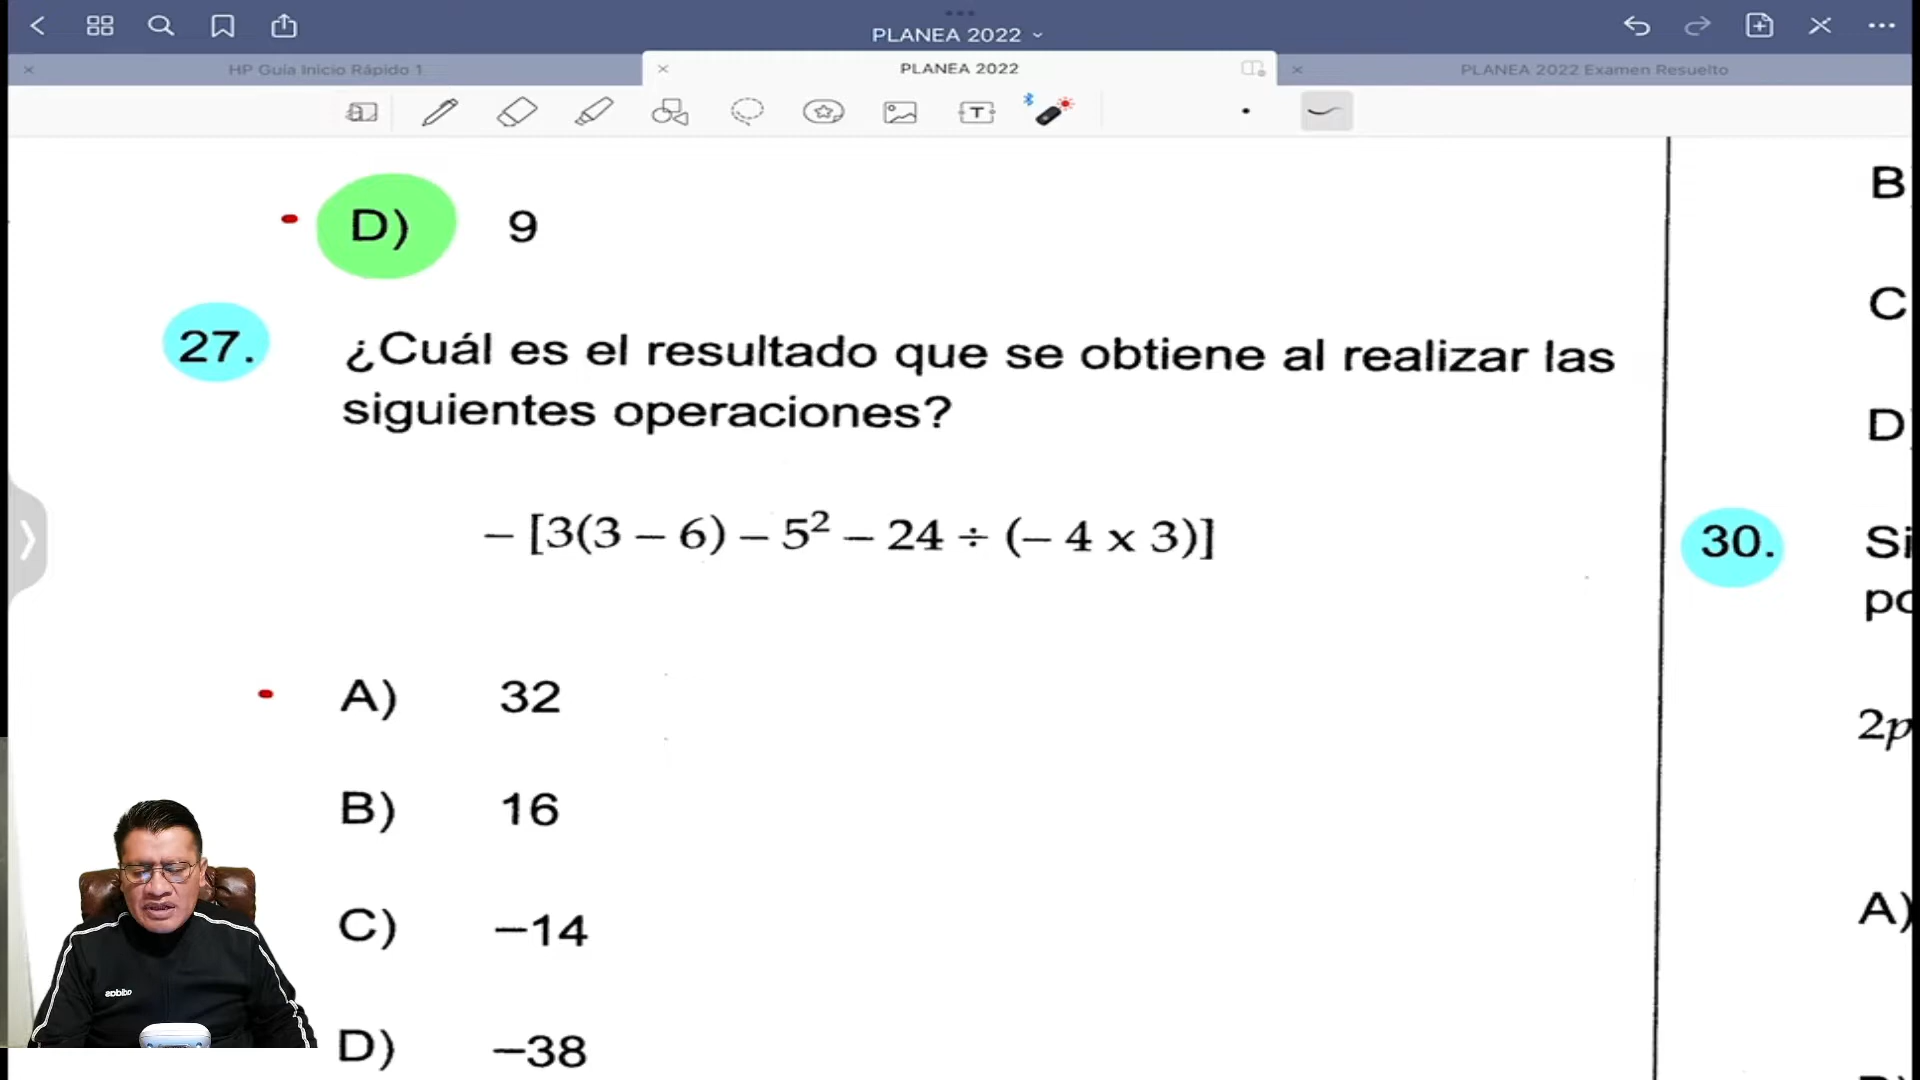 PLANEA 2022
HP Guía Inicio Rápido 1
PLANEA 2022
PLANEA 2022 Examen Resuelto
D) 9
27. ¿Cuál es el resultado que se obtiene al realizar las
siguientes operaciones?
– [3(3 – 6) – 5² – 24 ÷ (– 4 x 3)]
A) 32
B) 16
C) –14
D) –38
B
C
D
30. Si
po
2p
A)